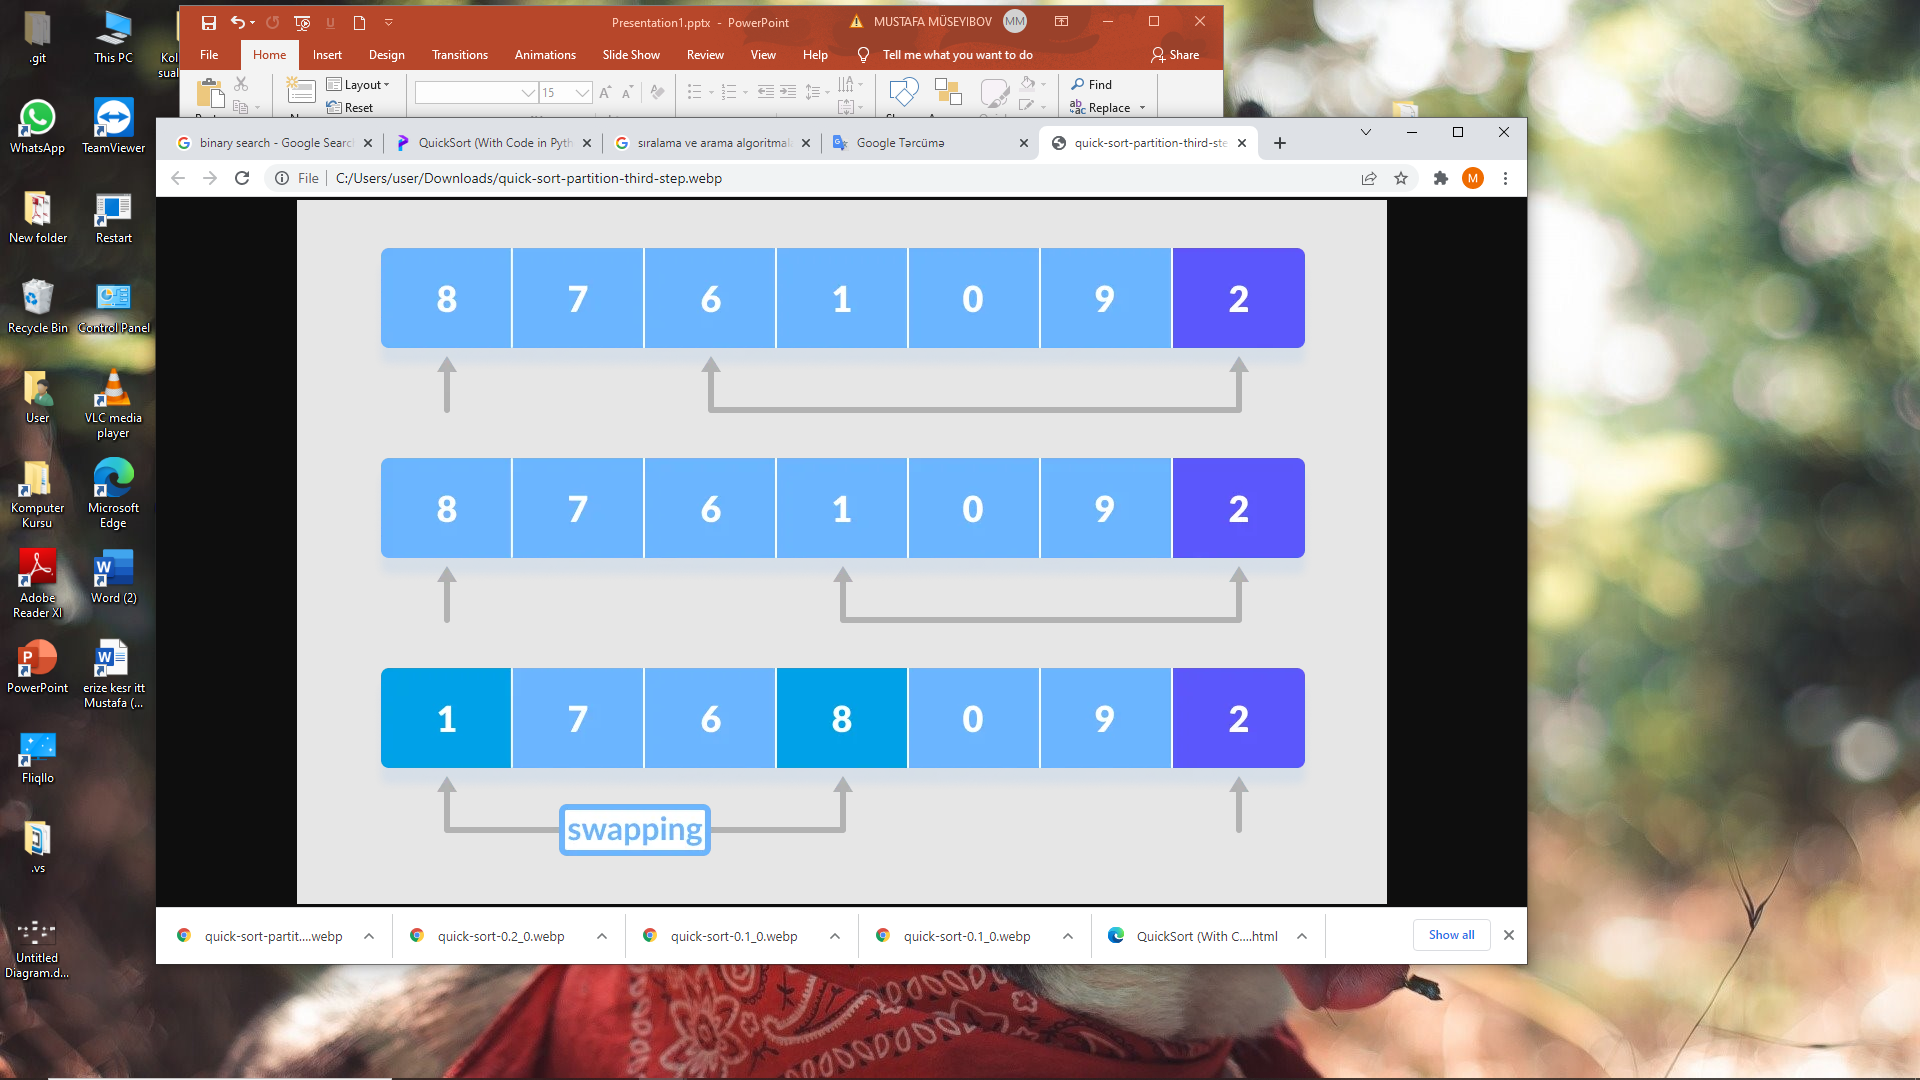 .git
This PC
Kol
sual
WhatsApp
TeamViewer
New folder
Restart
Recycle Bin
Control Panel
User
VLC media
player
Komputer
Kursu
Microsoft
Edge
Adobe
Reader XI
Word (2)
PowerPoint
erize kesr itt
Mustafa (...
Fliqllo
.vs
Untitled
Diagram.d...
Presentation1.pptx - PowerPoint
MUSTAFA MÜSEYIBOV
MM
File Home Insert Design Transitions Animations Slide Show Review View Help Tell me what you want to do Share
Layout
Reset
15
Find
Replace
binary search - Google Searc
QuickSort (With Code in Pyth
sıralama ve arama algoritmal
Google Tərcümə
quick-sort-partition-third-ste
File C:/Users/user/Downloads/quick-sort-partition-third-step.webp
M
8 7 6 1 0 9 2
8 7 6 1 0 9 2
1 7 6 8 0 9 2
swapping
quick-sort-partit....webp
quick-sort-0.2_0.webp
quick-sort-0.1_0.webp
quick-sort-0.1_0.webp
QuickSort (With C....html
Show all